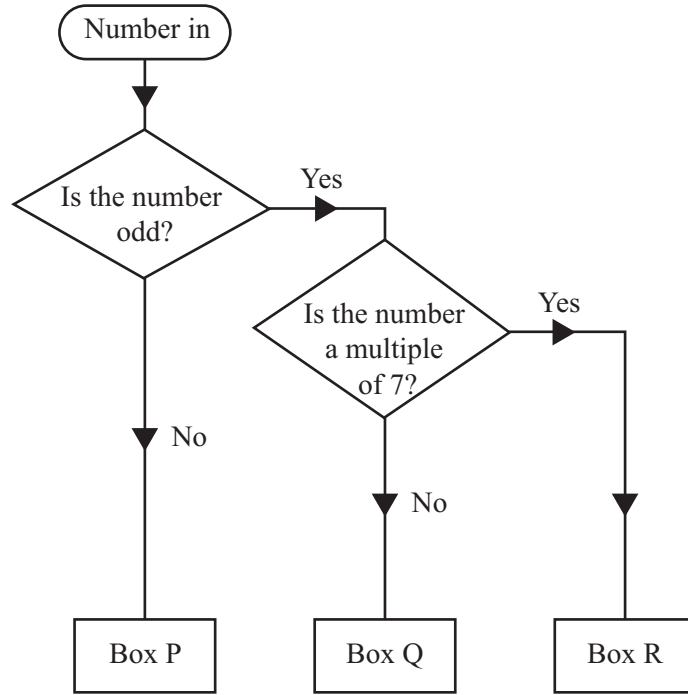 Number in
Is the number
odd?
Yes
Is the number
a multiple
of 7?
Yes
No
No
Box P
Box Q
Box R